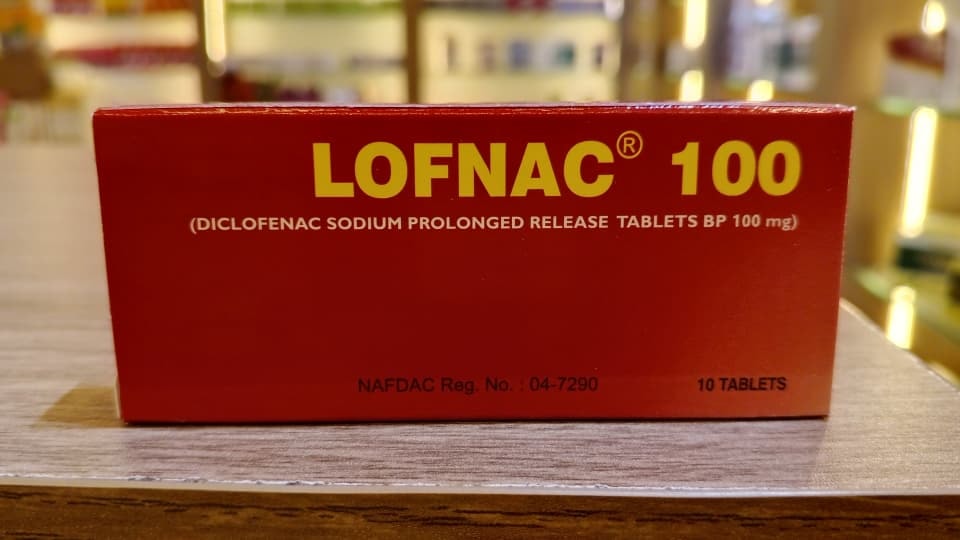 LOFNAC® 100
(DICLOFENAC SODIUM PROLONGED RELEASE TABLETS BP 100 mg)
NAFDAC Reg. No. : 04-7290
10 TABLETS